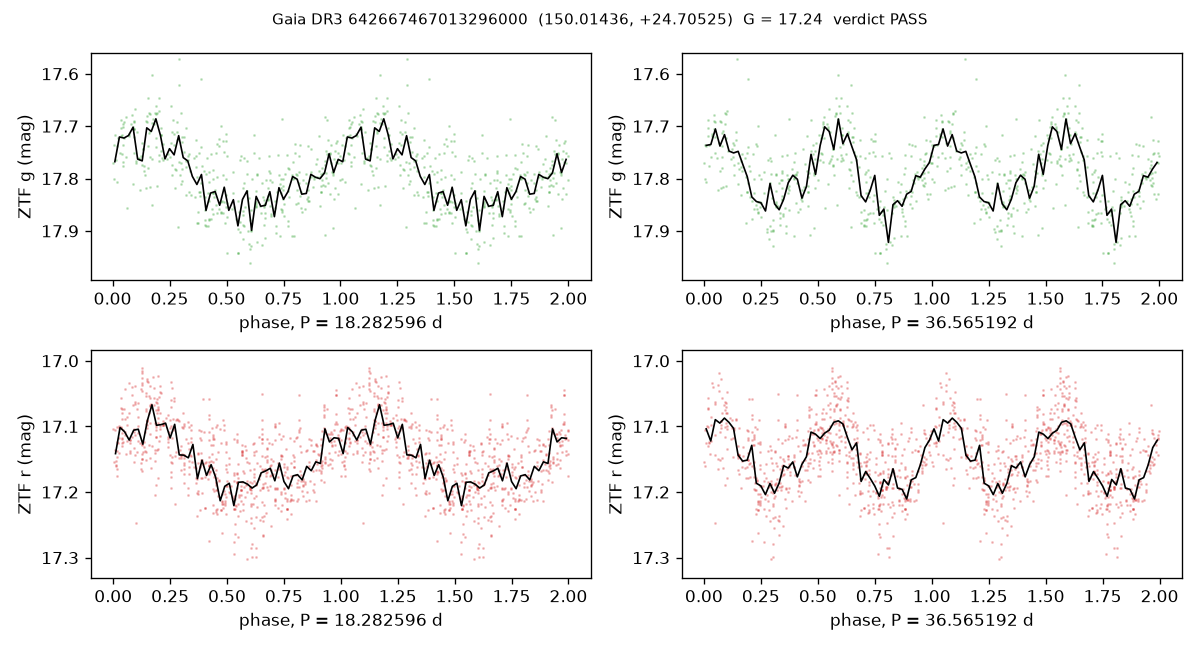 Gaia DR3 642667467013296000  (150.01436, +24.70525)  G = 17.24  verdict PASS
ZTF g (mag)
17.6
17.7
17.8
17.9
0.00 0.25 0.50 0.75 1.00 1.25 1.50 1.75 2.00
phase, P = 18.282596 d
ZTF g (mag)
17.6
17.7
17.8
17.9
0.00 0.25 0.50 0.75 1.00 1.25 1.50 1.75 2.00
phase, P = 36.565192 d
ZTF r (mag)
17.0
17.1
17.2
17.3
0.00 0.25 0.50 0.75 1.00 1.25 1.50 1.75 2.00
phase, P = 18.282596 d
ZTF r (mag)
17.0
17.1
17.2
17.3
0.00 0.25 0.50 0.75 1.00 1.25 1.50 1.75 2.00
phase, P = 36.565192 d